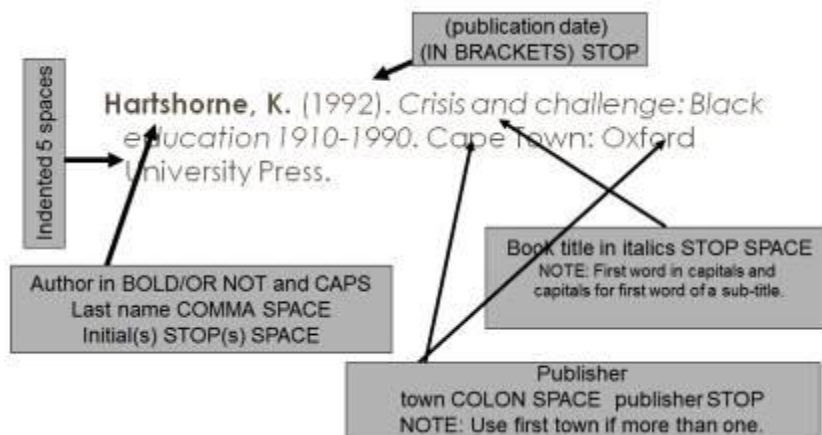 (publication date)
(IN BRACKETS) STOP
Indented 5 spaces
Hartshorne, K. (1992). Crisis and challenge: Black
education 1910-1990. Cape Town: Oxford
University Press.
Author in BOLD/OR NOT and CAPS
Last name COMMA SPACE
Initial(s) STOP(s) SPACE
Book title in italics STOP SPACE
NOTE: First word in capitals and
capitals for first word of a sub-title.
Publisher
town COLON SPACE publisher STOP
NOTE: Use first town if more than one.